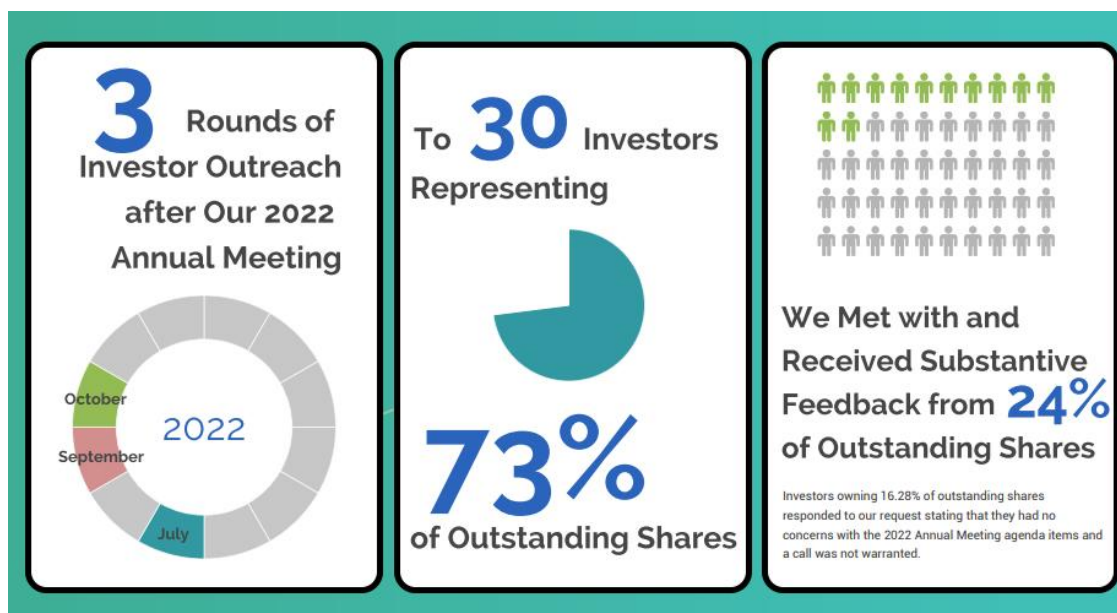 3 Rounds of
Investor Outreach
after Our 2022
Annual Meeting
October
2022
September
July
To 30 Investors
Representing
73%
of Outstanding Shares
We Met with and
Received Substantive
Feedback from 24%
of Outstanding Shares
Investors owning 16.28% of outstanding shares
responded to our request stating that they had no
concerns with the 2022 Annual Meeting agenda items and
a call was not warranted.